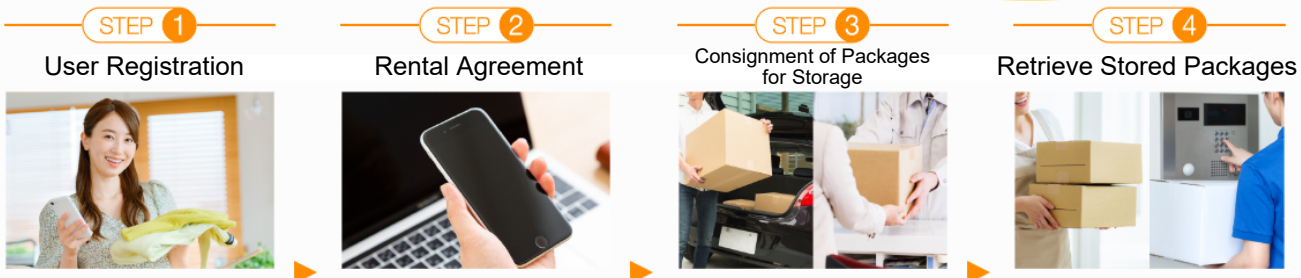 STEP 1
User Registration
STEP 2
Rental Agreement
STEP 3
Consignment of Packages
for Storage
STEP 4
Retrieve Stored Packages